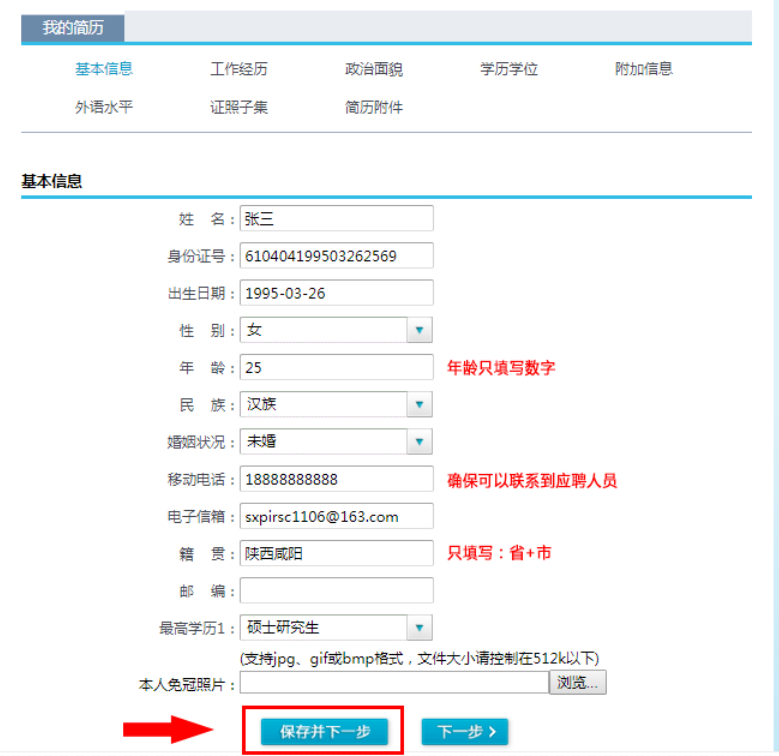 我的简历
基本信息 工作经历 政治面貌 学历学位 附加信息
外语水平 证照子集 简历附件
基本信息
姓 名： 张三
身份证号： 610404199503262569
出生日期： 1995-03-26
性 别： 女
年 龄： 25 年龄只填写数字
民 族： 汉族
婚姻状况： 未婚
移动电话： 18888888888 确保可以联系到应聘人员
电子信箱： sxpirsc1106@163.com
籍 贯： 陕西咸阳 只填写：省+市
邮 编：
最高学历1： 硕士研究生
(支持jpg、gif或bmp格式，文件大小请控制在512k以下)
本人免冠照片： 浏览...
保存并下一步 下一步